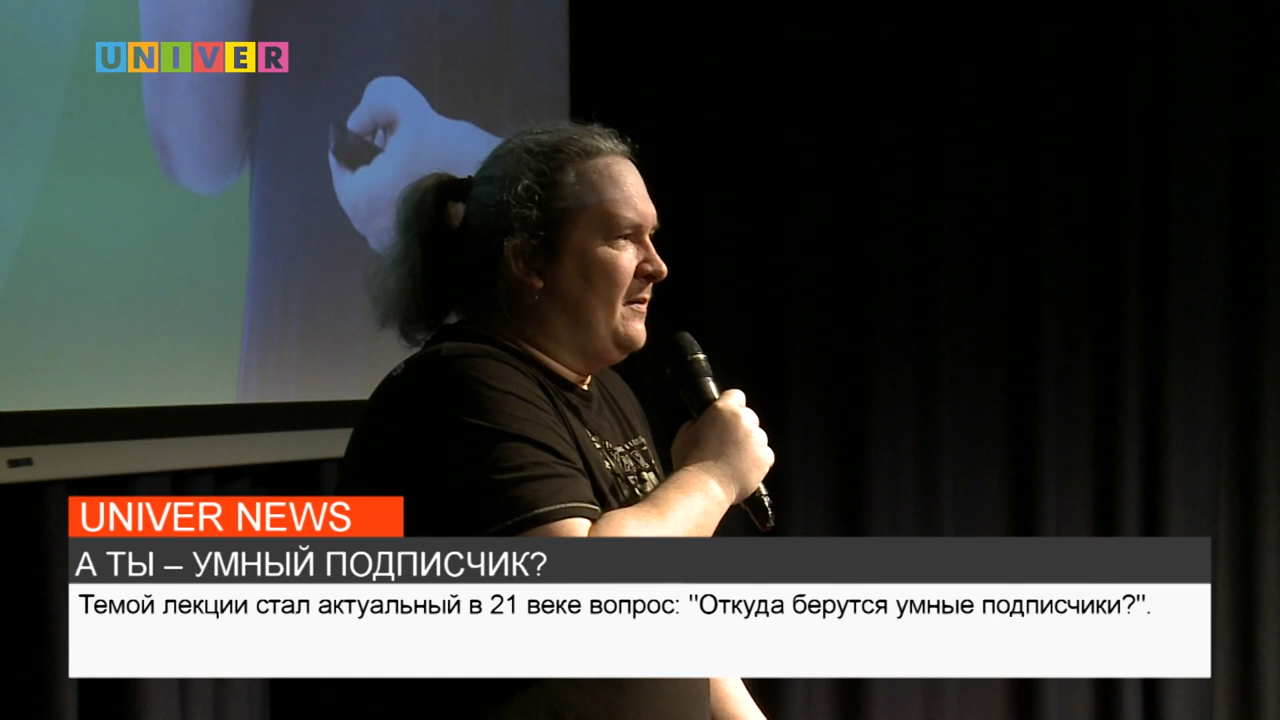 UNIVER
UNIVER NEWS
А ТЫ – УМНЫЙ ПОДПИСЧИК?
Темой лекции стал актуальный в 21 веке вопрос: "Откуда берутся умные подписчики?".